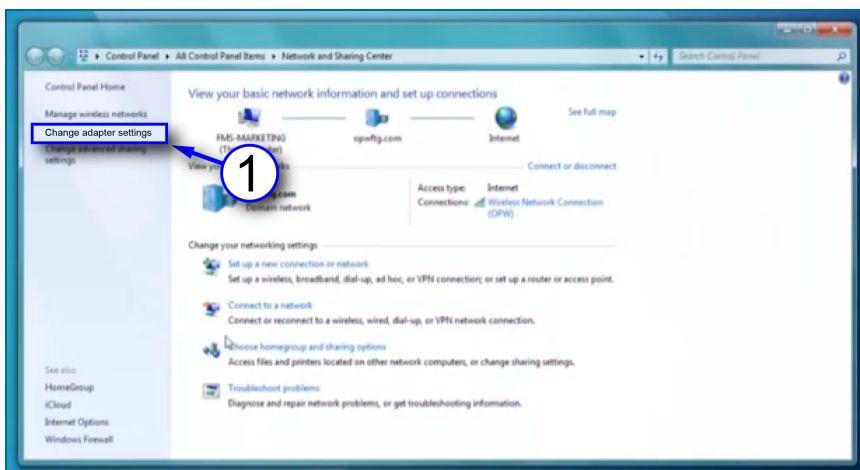 Control Panel ▸ All Control Panel Items ▸ Network and Sharing Center
Search Control Panel
Control Panel Home
Manage wireless networks
Change adapter settings
Change advanced sharing
settings
See also
HomeGroup
iCloud
Internet Options
Windows Firewall
1
View your basic network information and set up connections
See full map
FMS-MARKETING
opwftg.com
Internet
View
Connect or disconnect
Domain network
Access type: Internet
Connections: Wireless Network Connection
(OPW)
Change your networking settings
Set up a new connection or network
Set up a wireless, broadband, dial-up, ad hoc, or VPN connection; or set up a router or access point.
Connect to a network
Connect or reconnect to a wireless, wired, dial-up, or VPN network connection.
Choose homegroup and sharing options
Access files and printers located on other network computers, or change sharing settings.
Troubleshoot problems
Diagnose and repair network problems, or get troubleshooting information.